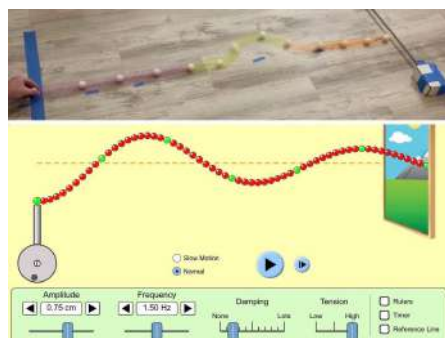 Slow Motion
Normal
Amplitude
0.75 cm
Frequency
1.50 Hz
Damping
None
Lots
Tension
Low
High
Rulers
Timer
Reference Line